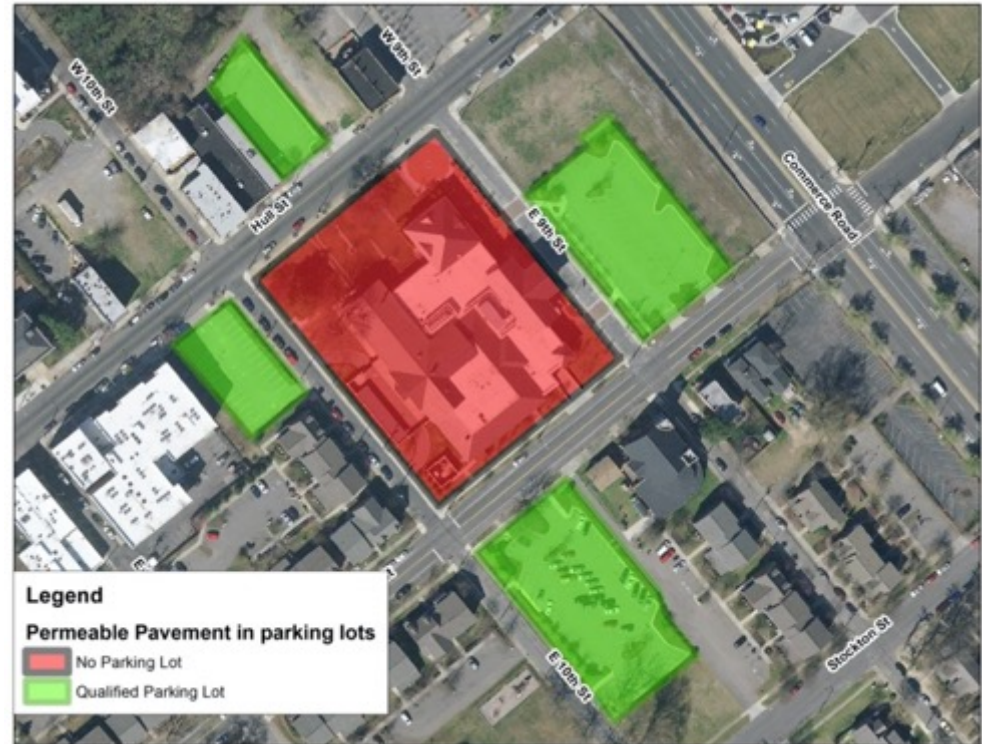 W 9th St
W 10th St
Hull St
E 9th St
Commerce Road
Stockton St
E 10th St
Legend
Permeable Pavement in parking lots
No Parking Lot
Qualified Parking Lot